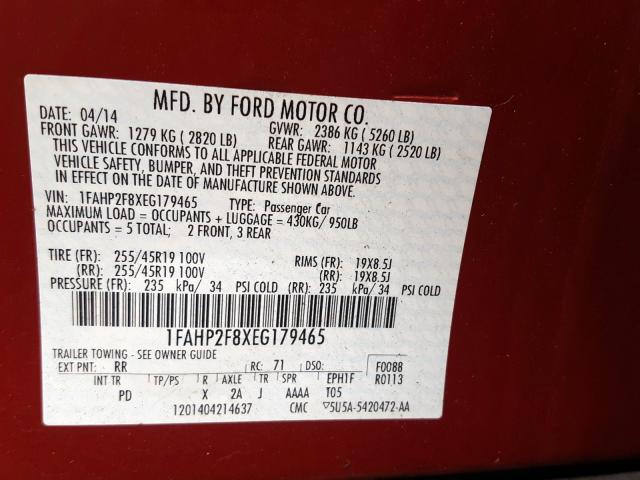 MFD. BY FORD MOTOR CO.
DATE: 04/14 GVWR: 2386 KG ( 5260 LB)
FRONT GAWR: 1279 KG ( 2820 LB) REAR GAWR: 1143 KG ( 2520 LB)
THIS VEHICLE CONFORMS TO ALL APPLICABLE FEDERAL MOTOR
VEHICLE SAFETY, BUMPER, AND THEFT PREVENTION STANDARDS
IN EFFECT ON THE DATE OF MANUFACTURE SHOWN ABOVE.
VIN: 1FAHP2F8XEG179465 TYPE: Passenger Car
MAXIMUM LOAD = OCCUPANTS + LUGGAGE = 430KG/ 950LB
OCCUPANTS = 5 TOTAL; 2 FRONT, 3 REAR
TIRE (FR): 255/45R19 100V RIMS (FR): 19X8.5J
(RR): 255/45R19 100V (RR): 19X8.5J
PRESSURE (FR): 235 kPa/ 34 PSI COLD (RR): 235 kPa/ 34 PSI COLD
1FAHP2F8XEG179465
TRAILER TOWING - SEE OWNER GUIDE
EXT PNT: RR RC: 71 DSO: F0088
INT TR TP/PS R AXLE TR SPR EPH1F R0113
PD X 2A J AAAA T05
1201404214637 CMC ▽5U5A-5420472-AA